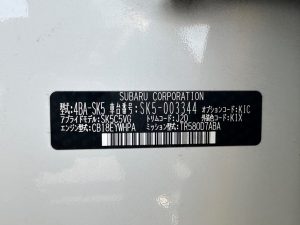 SUBARU CORPORATION
型式 4BA-SK5 車台番号 SK5-003344 オプションコード:KIC
アプライドモデル:SK5C5VG トリムコード:J20 外装色コード:K1X
エンジン型式:CB18EYWHPA ミッション型式:TR580D7ABA